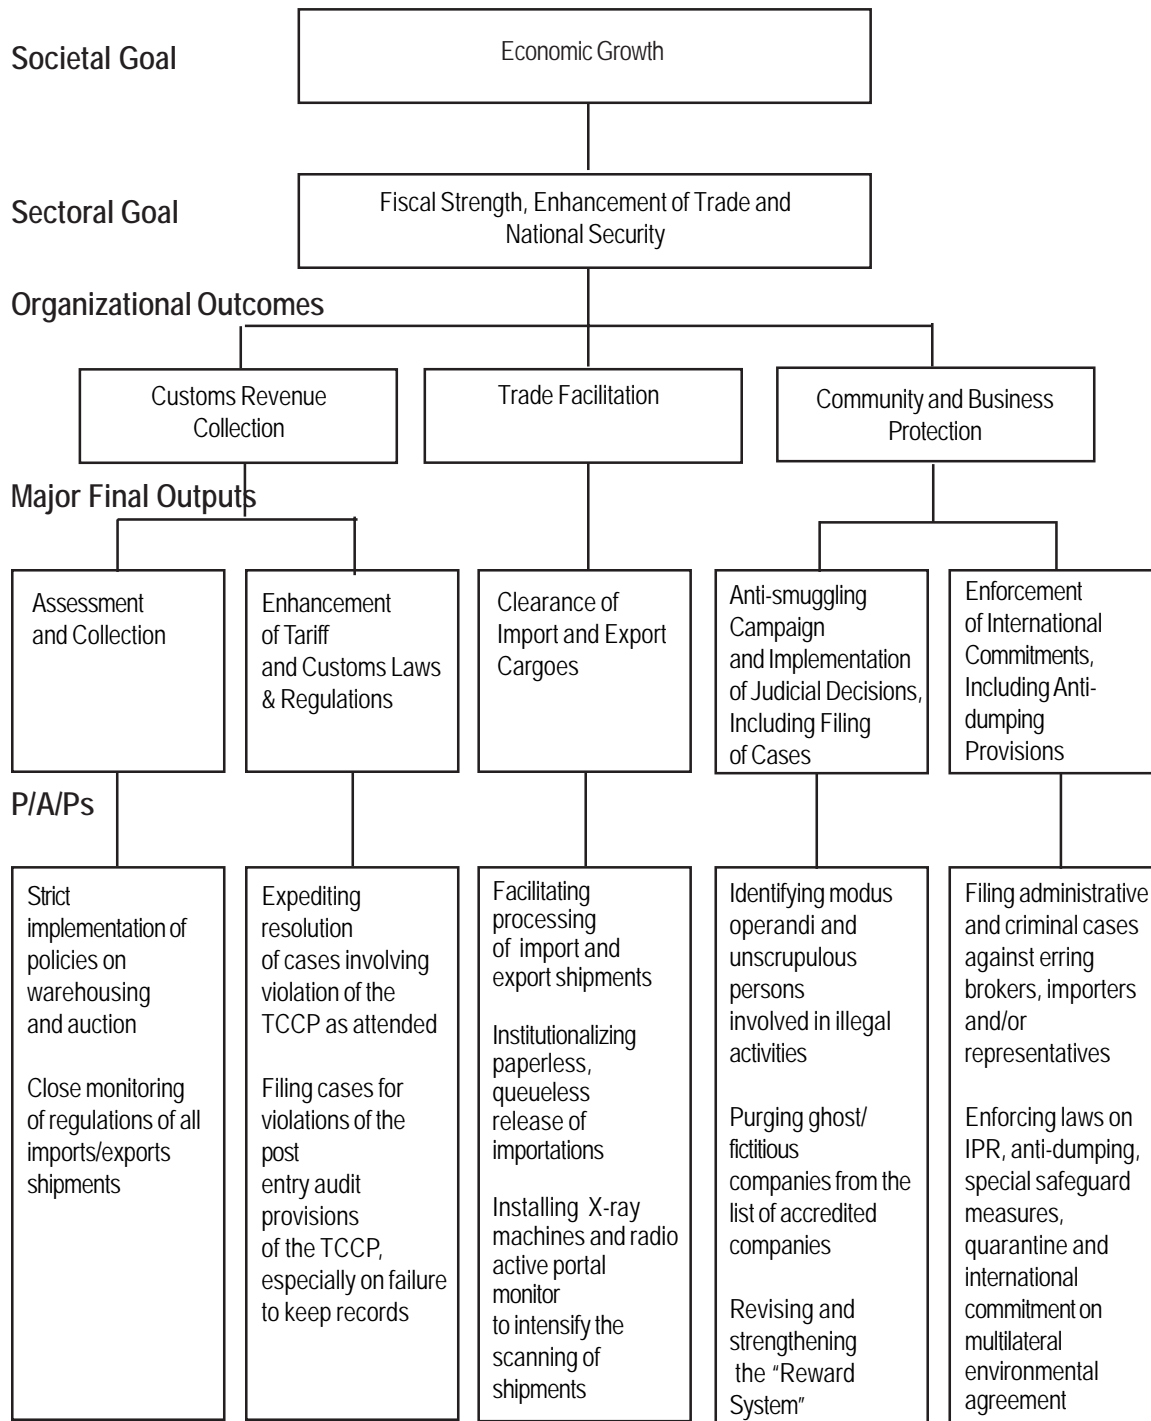 Societal Goal
Economic Growth
Sectoral Goal
Fiscal Strength, Enhancement of Trade and
National Security
Organizational Outcomes
Customs Revenue
Collection
Trade Facilitation
Community and Business
Protection
Major Final Outputs
Assessment
and Collection
Enhancement
of Tariff
and Customs Laws
& Regulations
Clearance of
Import and Export
Cargoes
Anti-smuggling
Campaign
and Implementation
of Judicial Decisions,
Including Filing
of Cases
Enforcement
of International
Commitments,
Including Anti-
dumping
Provisions
P/A/Ps
Strict
implementation of
policies on
warehousing
and auction
Close monitoring
of regulations of all
imports/exports
shipments
Expediting
resolution
of cases involving
violation of the
TCCP as attended
Filing cases for
violations of the
post
entry audit
provisions
of the TCCP,
especially on failure
to keep records
Facilitating
processing
of import and
export shipments
Institutionalizing
paperless,
queueless
release of
importations
Installing X-ray
machines and radio
active portal
monitor
to intensify the
scanning of
shipments
Identifying modus
operandi and
unscrupulous
persons
involved in illegal
activities
Purging ghost/
fictitious
companies from the
list of accredited
companies
Revising and
strengthening
the “Reward
System”
Filing administrative
and criminal cases
against erring
brokers, importers
and/or
representatives
Enforcing laws on
IPR, anti-dumping,
special safeguard
measures,
quarantine and
international
commitment on
multilateral
environmental
agreement